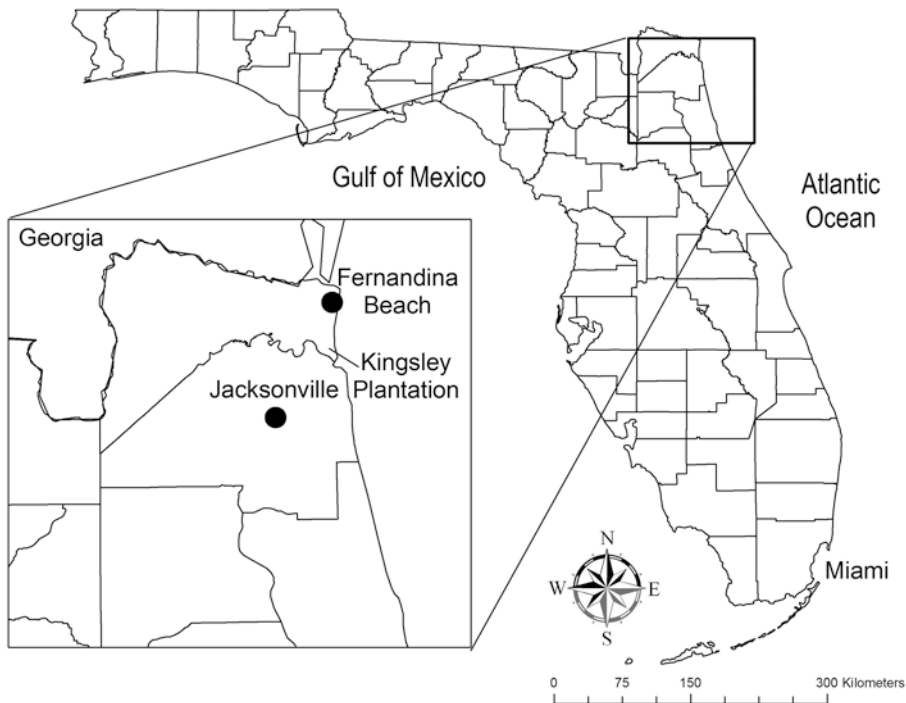 Gulf of Mexico
Atlantic
Ocean
Georgia
Fernandina
Beach
Kingsley
Plantation
Jacksonville
N
W E
S
Miami
0 75 150 300 Kilometers